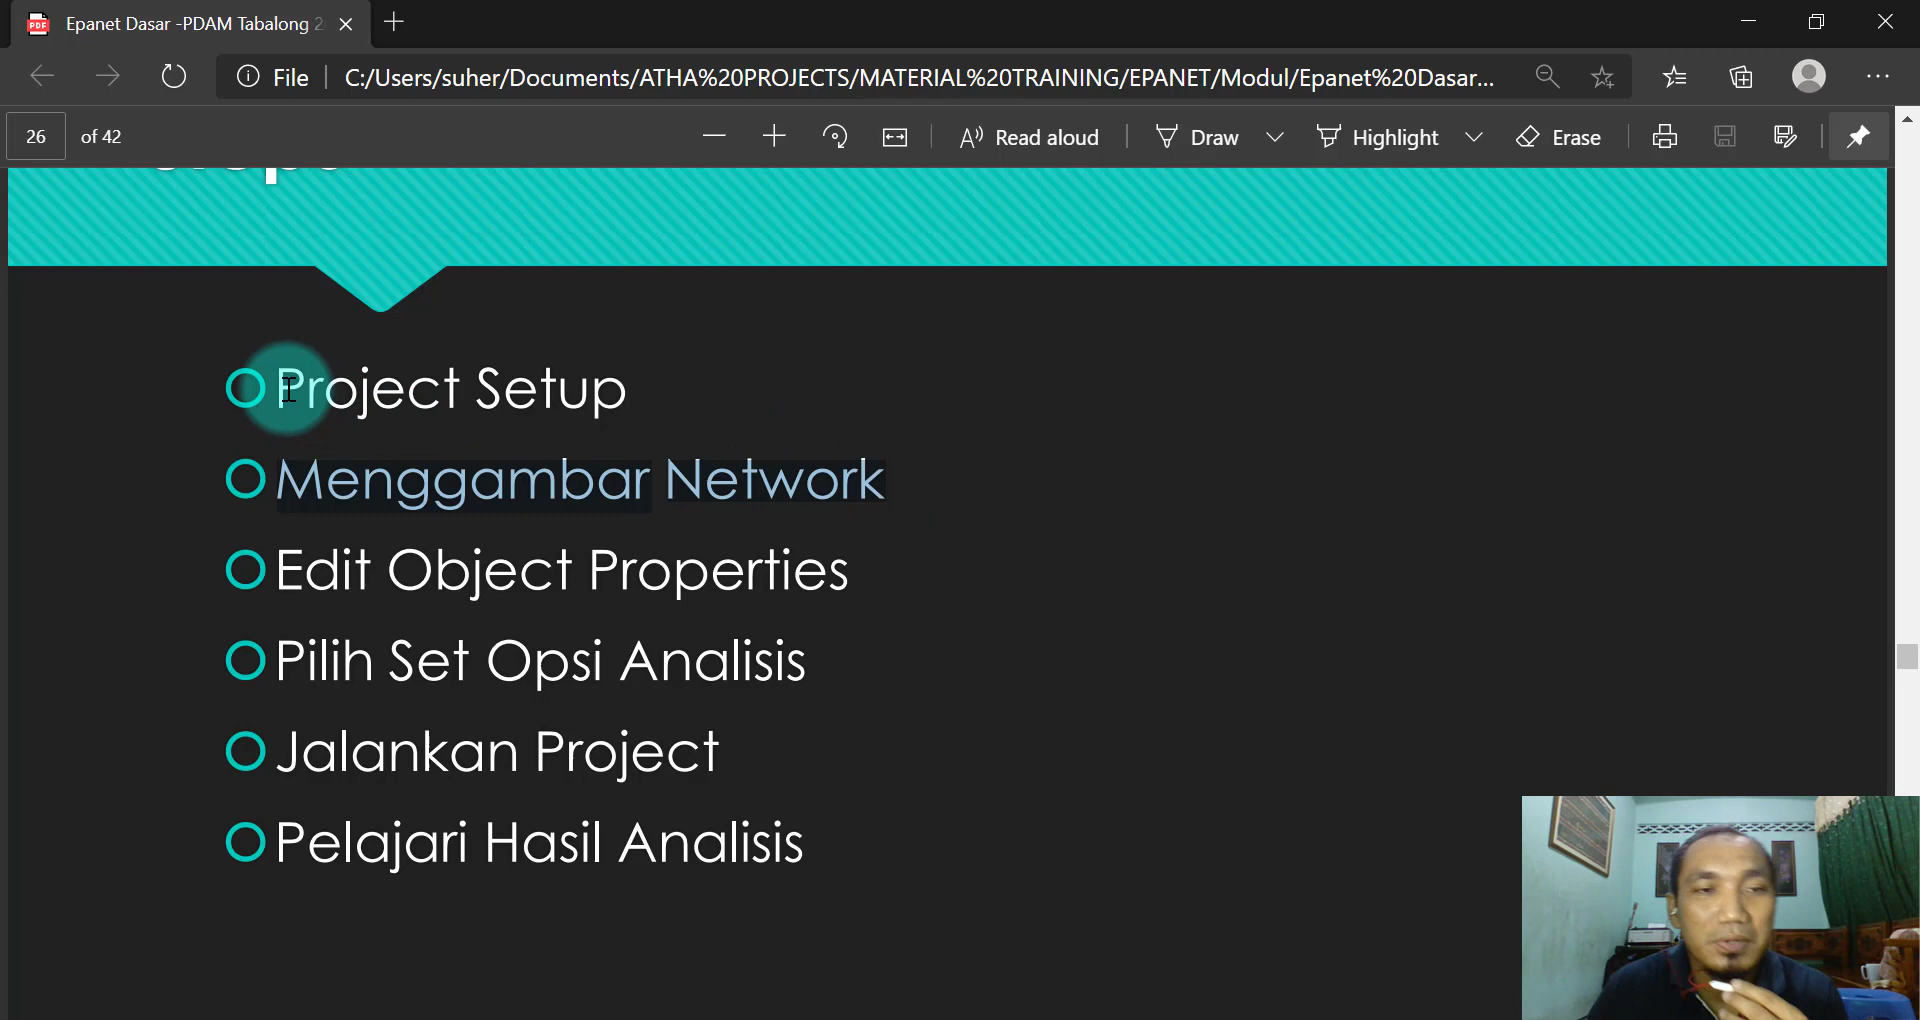 Epanet Dasar -PDAM Tabalong 2
File
C:/Users/suher/Documents/ATHA%20PROJECTS/MATERIAL%20TRAINING/EPANET/Modul/Epanet%20Dasar...
26 of 42
Read aloud
Draw
Highlight
Erase
Project Setup
Menggambar Network
Edit Object Properties
Pilih Set Opsi Analisis
Jalankan Project
Pelajari Hasil Analisis